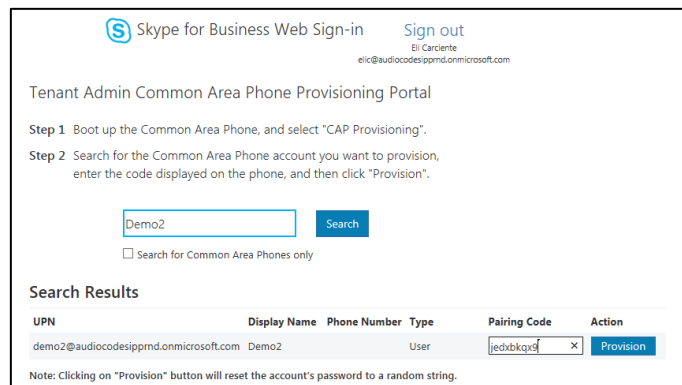 Skype for Business Web Sign-in
Sign out
Eli Carciente
elic@audiocodesipprnd.onmicrosoft.com
Tenant Admin Common Area Phone Provisioning Portal
Step 1 Boot up the Common Area Phone, and select "CAP Provisioning".
Step 2 Search for the Common Area Phone account you want to provision,
enter the code displayed on the phone, and then click "Provision".
Demo2
Search
Search for Common Area Phones only
Search Results
UPN Display Name Phone Number Type Pairing Code Action
demo2@audiocodesipprnd.onmicrosoft.com Demo2 User jedxbkqx9 × Provision
Note: Clicking on "Provision" button will reset the account's password to a random string.